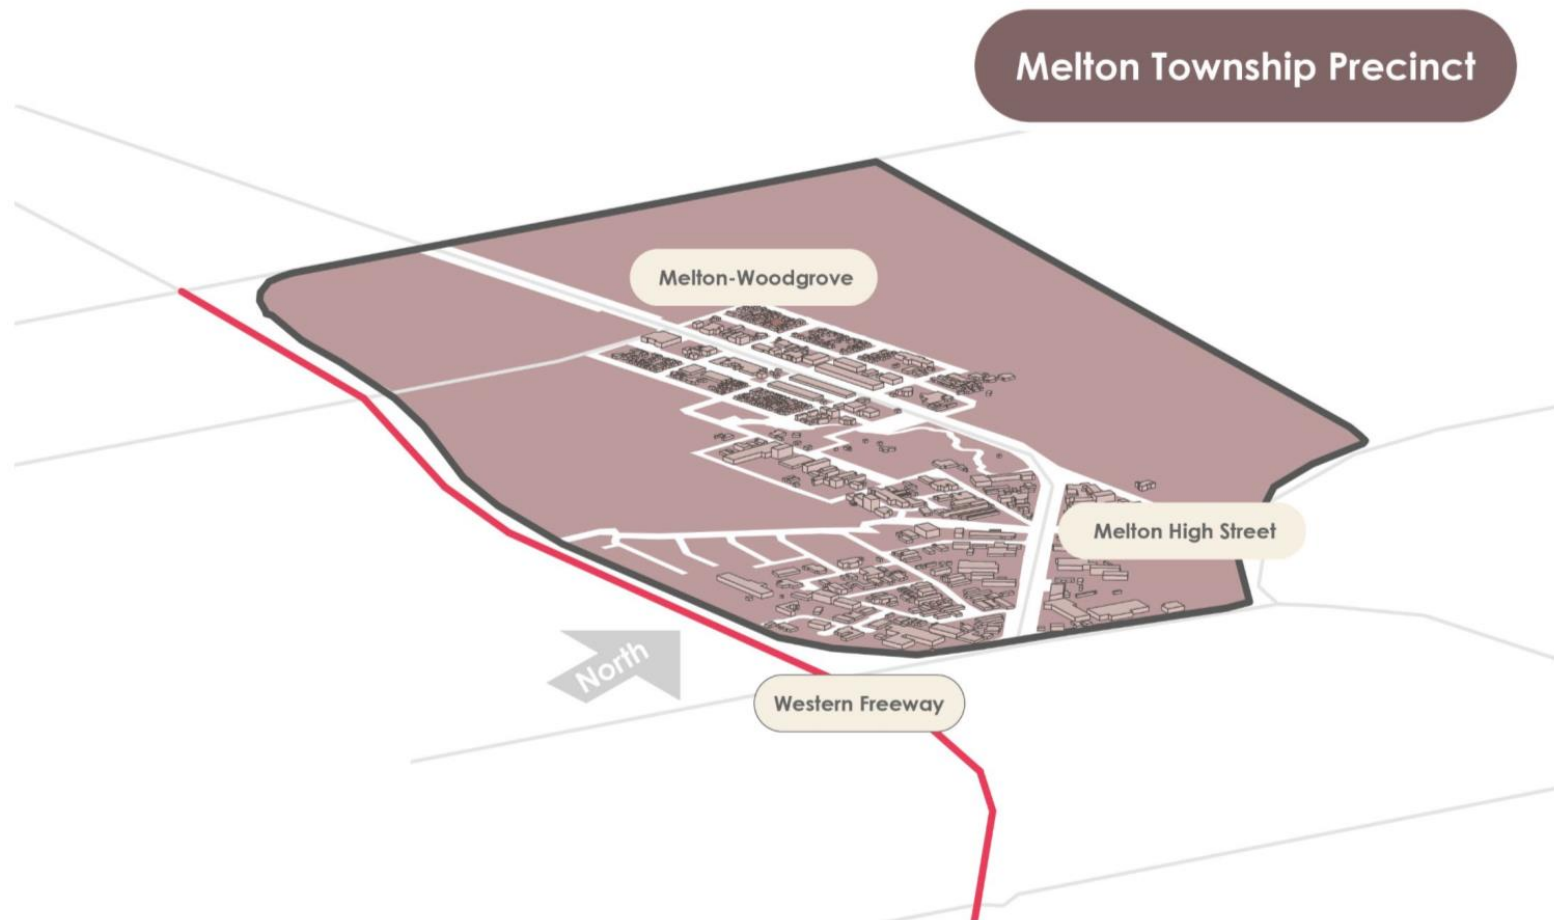 Melton Township Precinct
Melton-Woodgrove
Melton High Street
North
Western Freeway